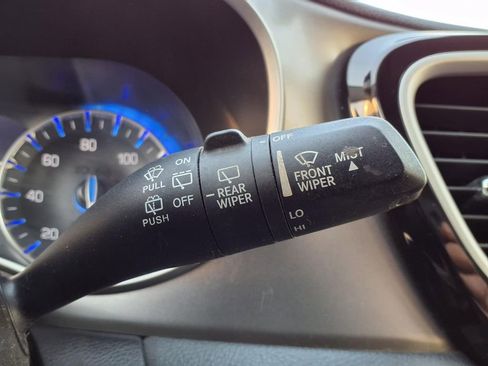 80
100
60
40
20
PULL
PUSH
ON
OFF
REAR
WIPER
OFF
FRONT
WIPER
MIST
LO
HI